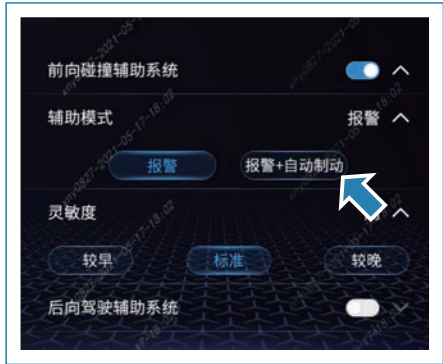 前向碰撞辅助系统
辅助模式 报警
报警 报警+自动制动
灵敏度
较早 标准 较晚
后向驾驶辅助系统